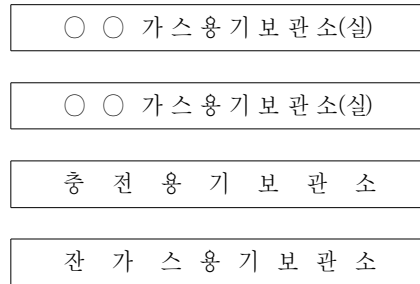 ○ ○ 가 스 용 기 보 관 소(실)
○ ○ 가 스 용 기 보 관 소(실)
충 전 용 기 보 관 소
잔 가 스 용 기 보 관 소